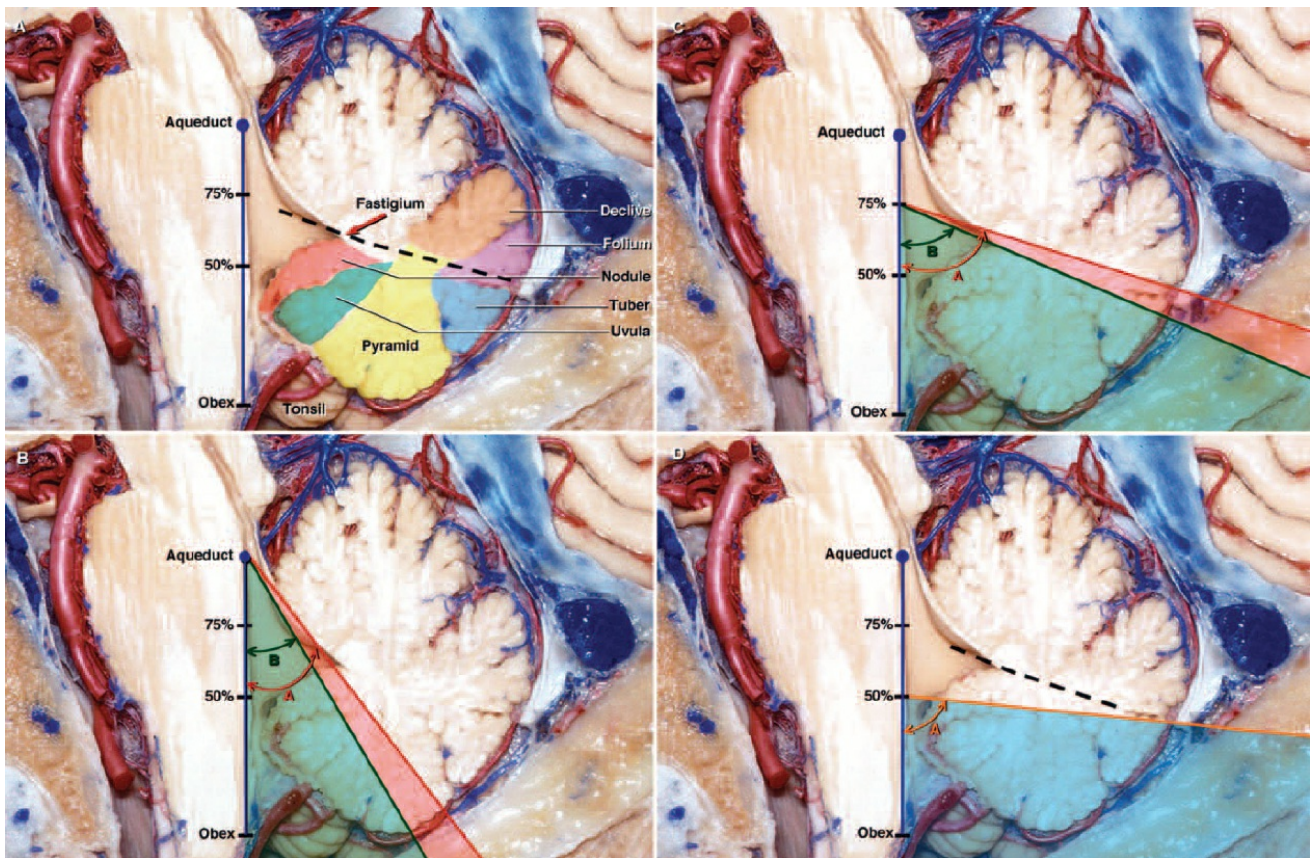 A
Aqueduct
75%
Fastigium
Declive
Folium
50%
Nodule
Tuber
Uvula
Pyramid
Obex
Tonsil
C
Aqueduct
75%
B
50%
A
Obex
B
Aqueduct
75%
B
A
50%
Obex
D
Aqueduct
75%
50%
A
Obex